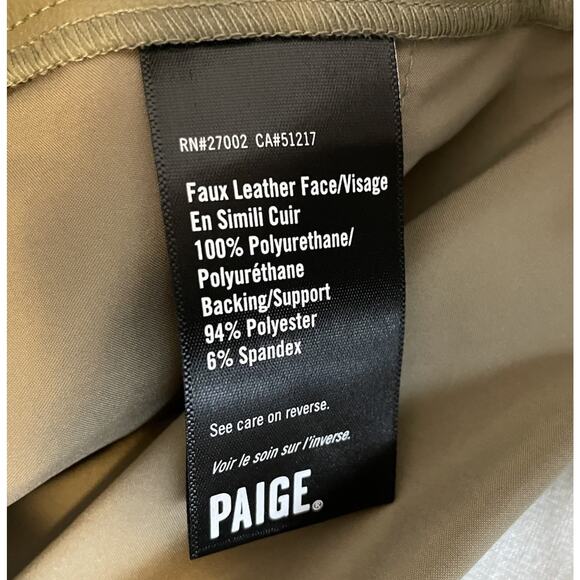 RN#27002 CA#51217
Faux Leather Face/Visage
En Simili Cuir
100% Polyurethane/
Polyuréthane
Backing/Support
94% Polyester
6% Spandex
See care on reverse.
Voir le soin sur l'inverse.
PAIGE®